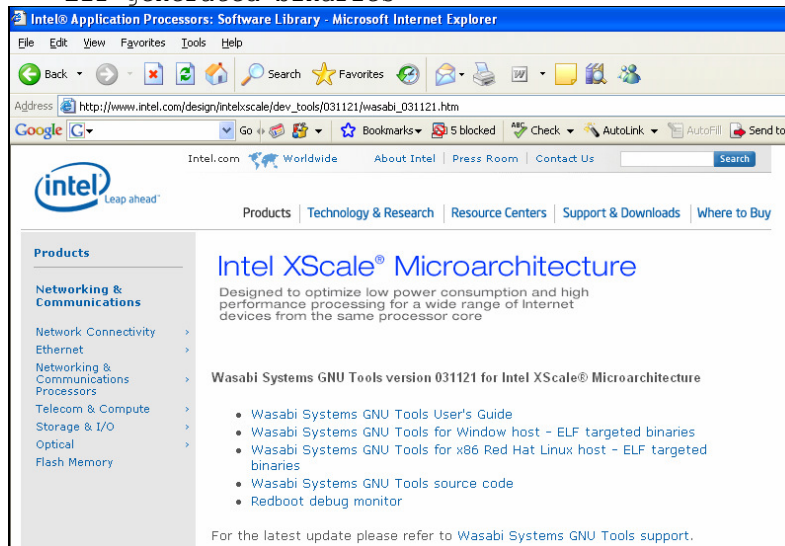 Intel® Application Processors: Software Library - Microsoft Internet Explorer
File Edit View Favorites Tools Help
Back Search Favorites
Address http://www.intel.com/design/intelxscale/dev_tools/031121/wasabi_031121.htm
Google G Go Bookmarks 5 blocked ABC Check AutoLink AutoFill Send to
Intel.com Worldwide About Intel | Press Room | Contact Us Search
intel Leap ahead™
Products | Technology & Research | Resource Centers | Support & Downloads | Where to Buy
Products
Networking &
Communications
Network Connectivity
Ethernet
Networking &
Communications
Processors
Telecom & Compute
Storage & I/O
Optical
Flash Memory
Intel XScale® Microarchitecture
Designed to optimize low power consumption and high
performance processing for a wide range of Internet
devices from the same processor core
Wasabi Systems GNU Tools version 031121 for Intel XScale® Microarchitecture
• Wasabi Systems GNU Tools User's Guide
• Wasabi Systems GNU Tools for Window host - ELF targeted binaries
• Wasabi Systems GNU Tools for x86 Red Hat Linux host - ELF targeted
binaries
• Wasabi Systems GNU Tools source code
• Redboot debug monitor
For the latest update please refer to Wasabi Systems GNU Tools support.